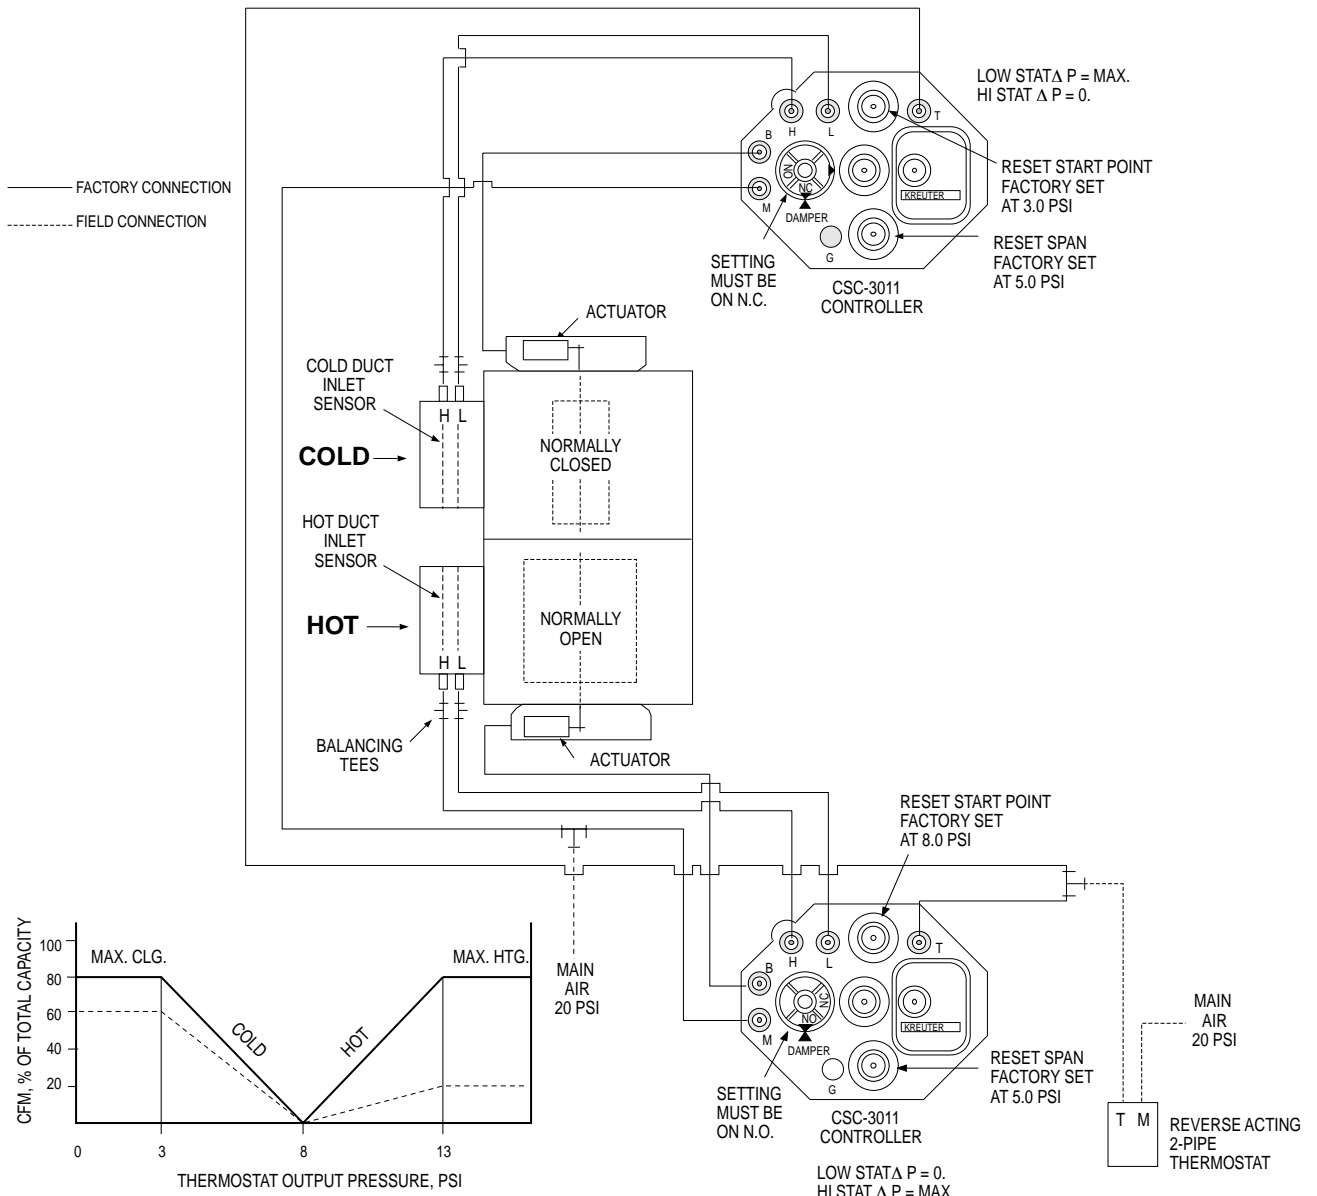 LOW STAT Δ P = MAX.
HI STAT Δ P = 0.
T
B
H
L
FACTORY CONNECTION
RESET START POINT
FACTORY SET
AT 3.0 PSI
NO
NC
KREUTER
M
DAMPER
FIELD CONNECTION
G
RESET SPAN
FACTORY SET
AT 5.0 PSI
SETTING
MUST BE
ON N.C.
CSC-3011
CONTROLLER
ACTUATOR
COLD DUCT
INLET
SENSOR
H L
COLD
NORMALLY
CLOSED
HOT DUCT
INLET
SENSOR
HOT
NORMALLY
OPEN
H L
BALANCING
TEES
ACTUATOR
RESET START POINT
FACTORY SET
AT 8.0 PSI
CFM, % OF TOTAL CAPACITY
100
80
60
40
20
MAX. CLG.
MAX. HTG.
COLD
HOT
0
3
8
13
THERMOSTAT OUTPUT PRESSURE, PSI
MAIN
AIR
20 PSI
B
H
L
T
NC
NO
KREUTER
M
DAMPER
G
SETTING
MUST BE
ON N.O.
RESET SPAN
FACTORY SET
AT 5.0 PSI
CSC-3011
CONTROLLER
LOW STAT Δ P = 0.
HI STAT Δ P = MAX
MAIN
AIR
20 PSI
T M
REVERSE ACTING
2-PIPE
THERMOSTAT